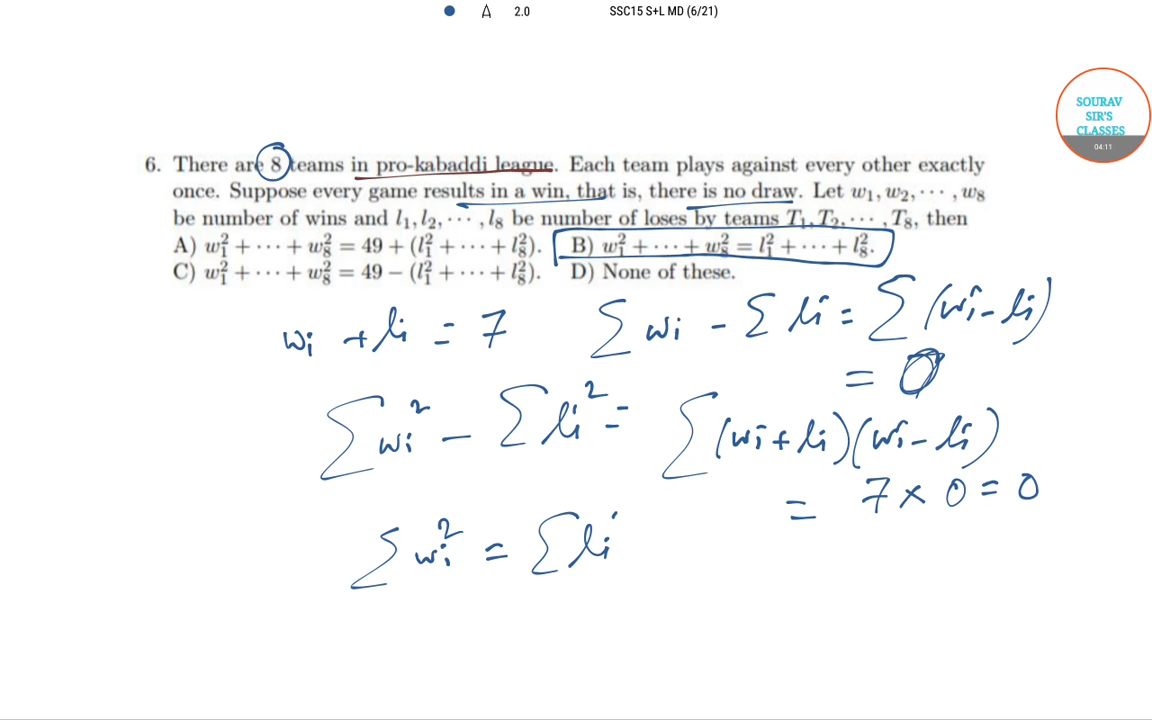 2.0 SSC15 S+L MD (6/21)
SOURAV
SIR'S
CLASSES
04:11
6. There are 8 teams in pro-kabaddi league. Each team plays against every other exactly
once. Suppose every game results in a win, that is, there is no draw. Let w₁, w₂, ⋯ , w₈
be number of wins and l₁, l₂, ⋯ , l₈ be number of loses by teams T₁, T₂, ⋯ , T₈, then
A) w₁² + ⋯ + w₈² = 49 + (l₁² + ⋯ + l₈²). B) w₁² + ⋯ + w₈² = l₁² + ⋯ + l₈².
C) w₁² + ⋯ + w₈² = 49 − (l₁² + ⋯ + l₈²). D) None of these.
wi + li = 7 Σ wi - Σ li = Σ (wi - li)
= 0
Σ wi² - Σ li² = Σ (wi + li)(wi - li)
= 7 × 0 = 0
Σ wi² = Σ li